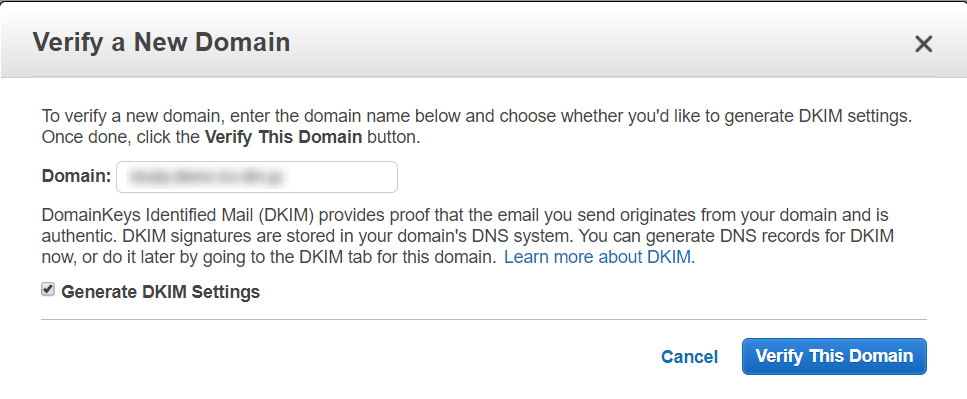 Verify a New Domain
To verify a new domain, enter the domain name below and choose whether you'd like to generate DKIM settings.
Once done, click the Verify This Domain button.
Domain:
DomainKeys Identified Mail (DKIM) provides proof that the email you send originates from your domain and is
authentic. DKIM signatures are stored in your domain's DNS system. You can generate DNS records for DKIM
now, or do it later by going to the DKIM tab for this domain. Learn more about DKIM.
Generate DKIM Settings
Cancel Verify This Domain